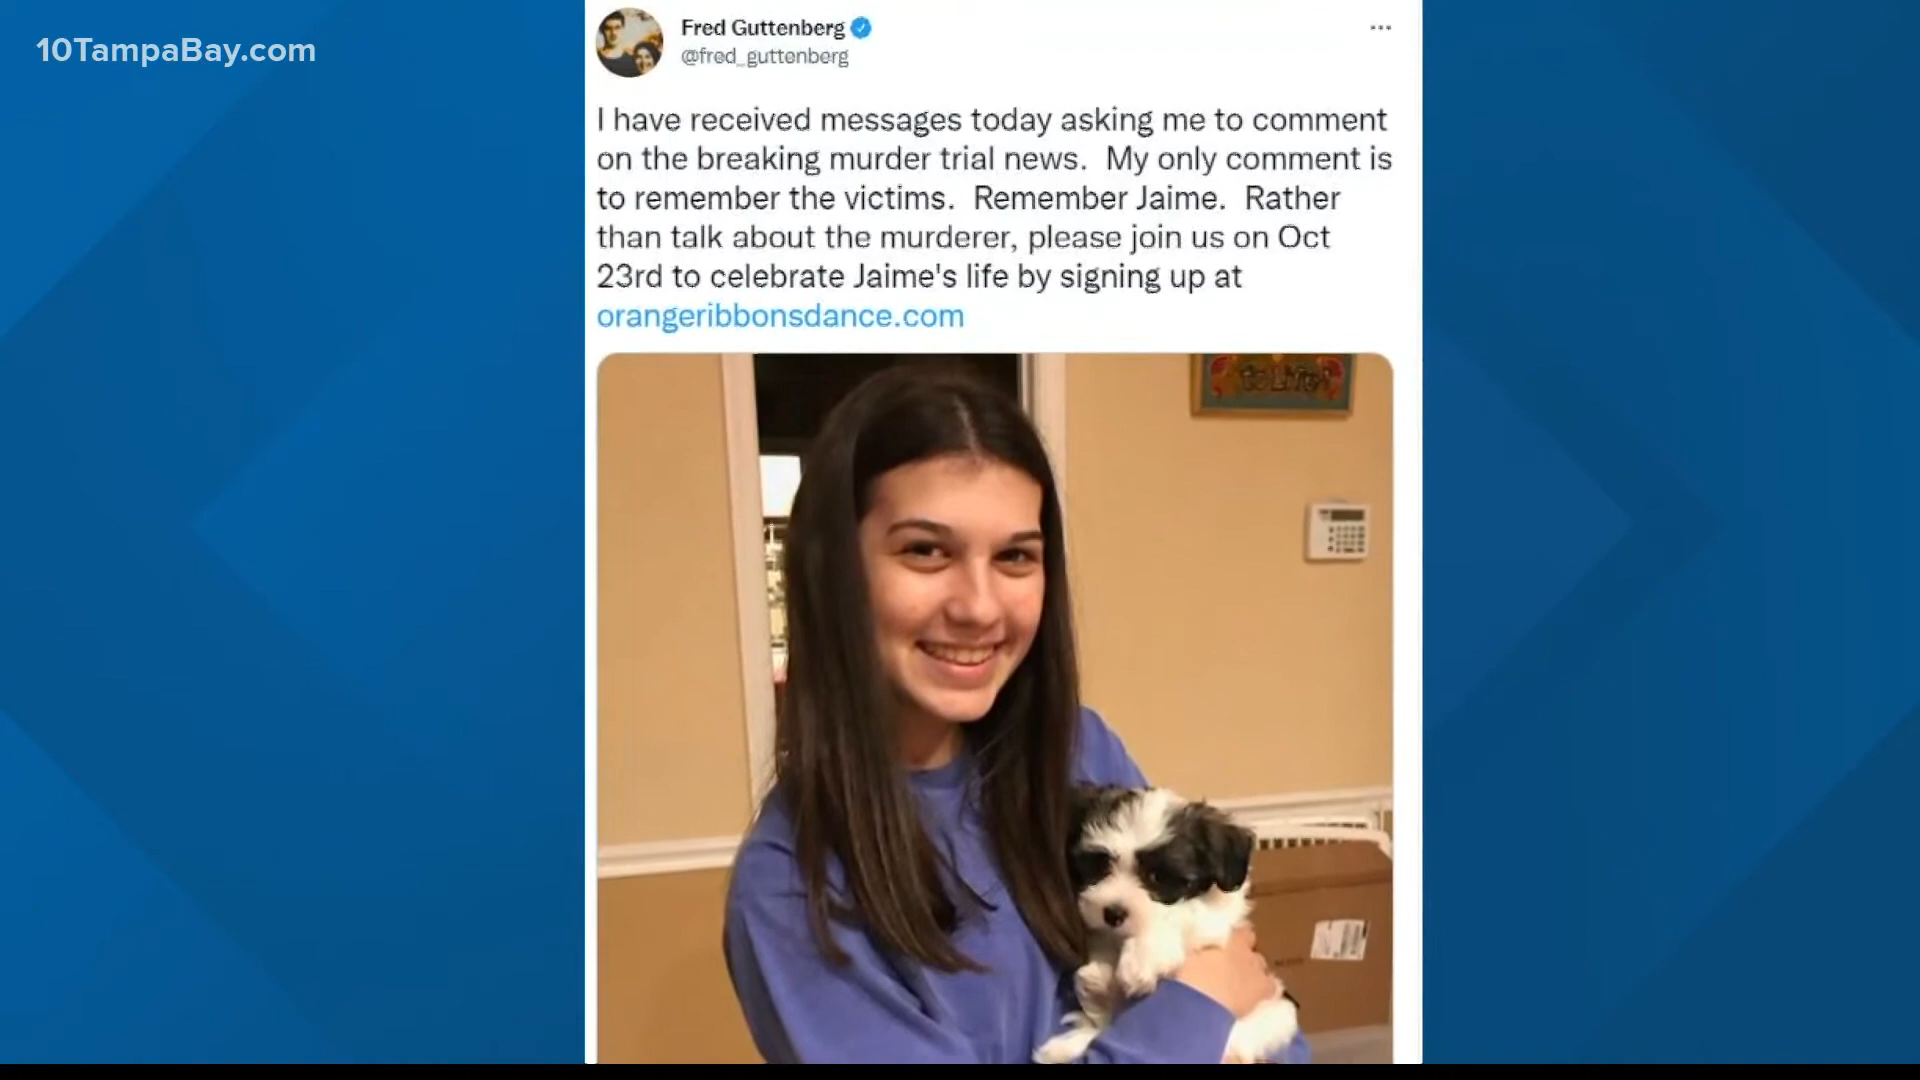 10TampaBay.com
Fred Guttenberg
@fred_guttenberg
I have received messages today asking me to comment
on the breaking murder trial news.  My only comment is
to remember the victims.  Remember Jaime.  Rather
than talk about the murderer, please join us on Oct
23rd to celebrate Jaime's life by signing up at
orangeribbonsdance.com
to Life!